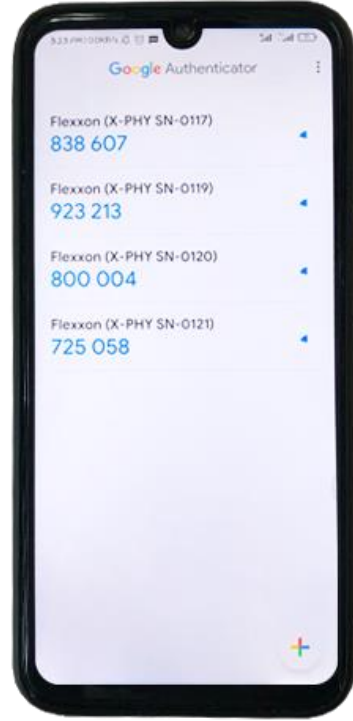 Google Authenticator
Flexxon (X-PHY SN-0117)
838 607
Flexxon (X-PHY SN-0119)
923 213
Flexxon (X-PHY SN-0120)
800 004
Flexxon (X-PHY SN-0121)
725 058